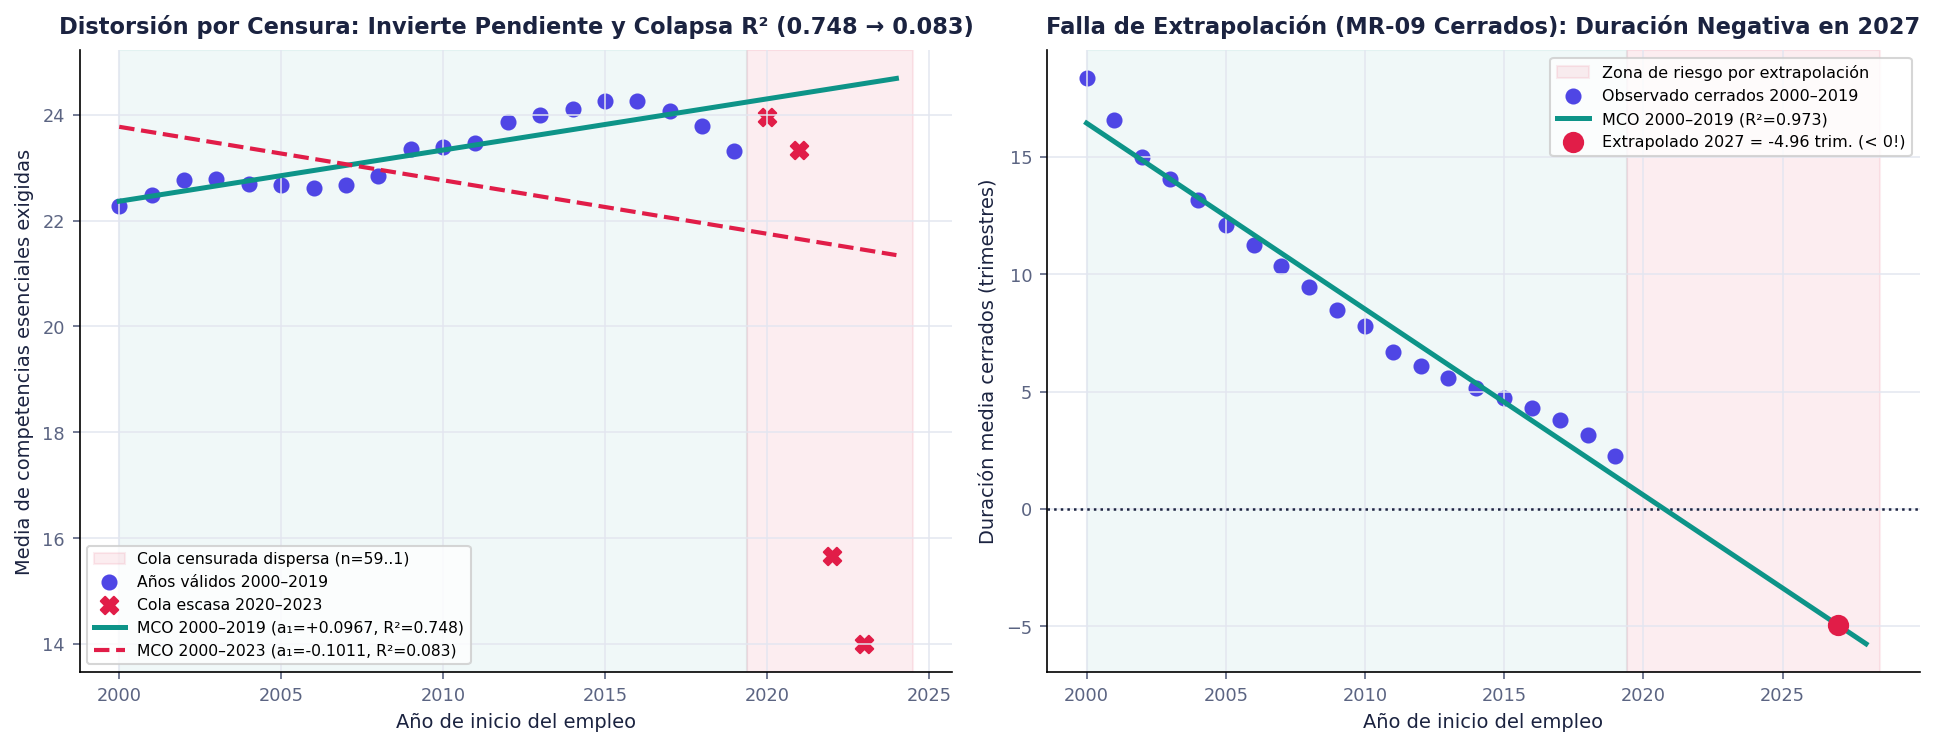 Distorsión por Censura: Invierte Pendiente y Colapsa R² (0.748 → 0.083)
Media de competencias esenciales exigidas
24
22
20
18
16
14
Cola censurada dispersa (n=59..1)
Años válidos 2000–2019
Cola escasa 2020–2023
MCO 2000–2019 (a₁=+0.0967, R²=0.748)
MCO 2000–2023 (a₁=-0.1011, R²=0.083)
2000 2005 2010 2015 2020 2025
Año de inicio del empleo
Falla de Extrapolación (MR-09 Cerrados): Duración Negativa en 2027
Duración media cerrados (trimestres)
Zona de riesgo por extrapolación
Observado cerrados 2000–2019
MCO 2000–2019 (R²=0.973)
Extrapolado 2027 = -4.96 trim. (< 0!)
15
10
5
0
−5
2000 2005 2010 2015 2020 2025
Año de inicio del empleo